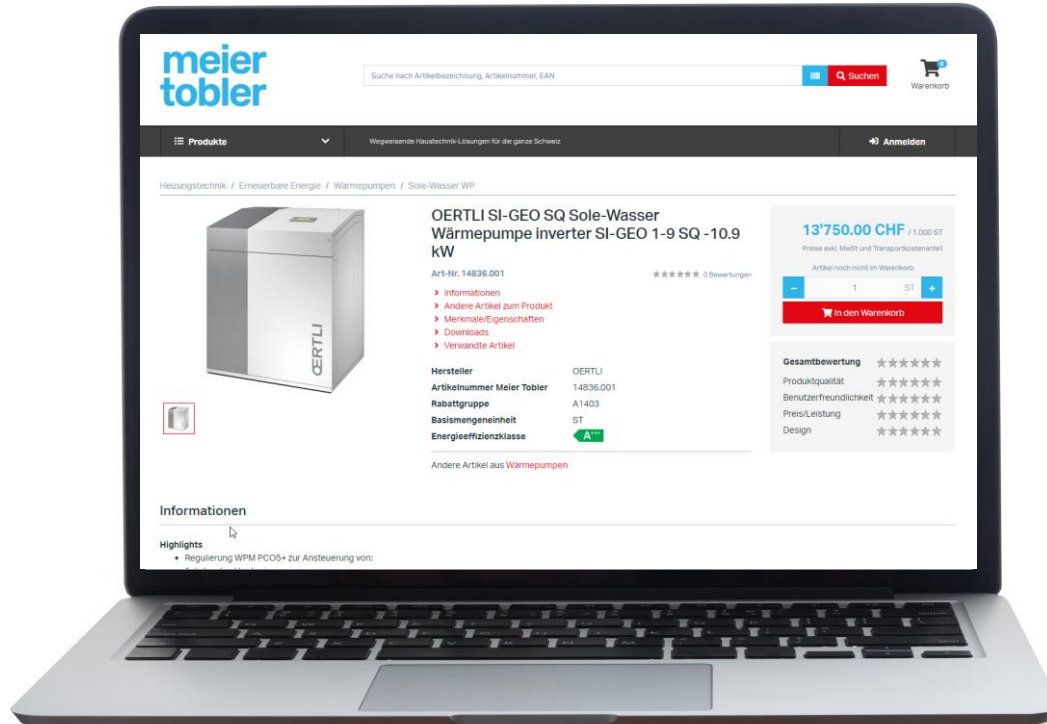 meier
tobler
Suche nach Artikelbezeichnung, Artikelnummer, EAN
Suchen
0
Warenkorb
Produkte
Wegweisende Haustechnik-Lösungen für die ganze Schweiz
Anmelden
Heizungstechnik / Erneuerbare Energie / Wärmepumpen / Sole-Wasser WP
OERTLI SI-GEO SQ Sole-Wasser
Wärmepumpe inverter SI-GEO 1-9 SQ -10.9
kW
Art-Nr. 14836.001
0 Bewertungen
Informationen
Andere Artikel zum Produkt
Merkmale/Eigenschaften
Downloads
Verwandte Artikel
Hersteller OERTLI
Artikelnummer Meier Tobler 14836.001
Rabattgruppe A1403
Basismengeneinheit ST
Energieeffizienzklasse A+++
Andere Artikel aus Wärmepumpen
ŒRTLI
13'750.00 CHF / 1.000 ST
Preise exkl. MwSt und Transportkostenanteil
Artikel noch nicht im Warenkorb
− 1 ST +
In den Warenkorb
Gesamtbewertung
Produktqualität
Benutzerfreundlichkeit
Preis/Leistung
Design
Informationen
Highlights
• Regulierung WPM PCO5+ zur Ansteuerung von: